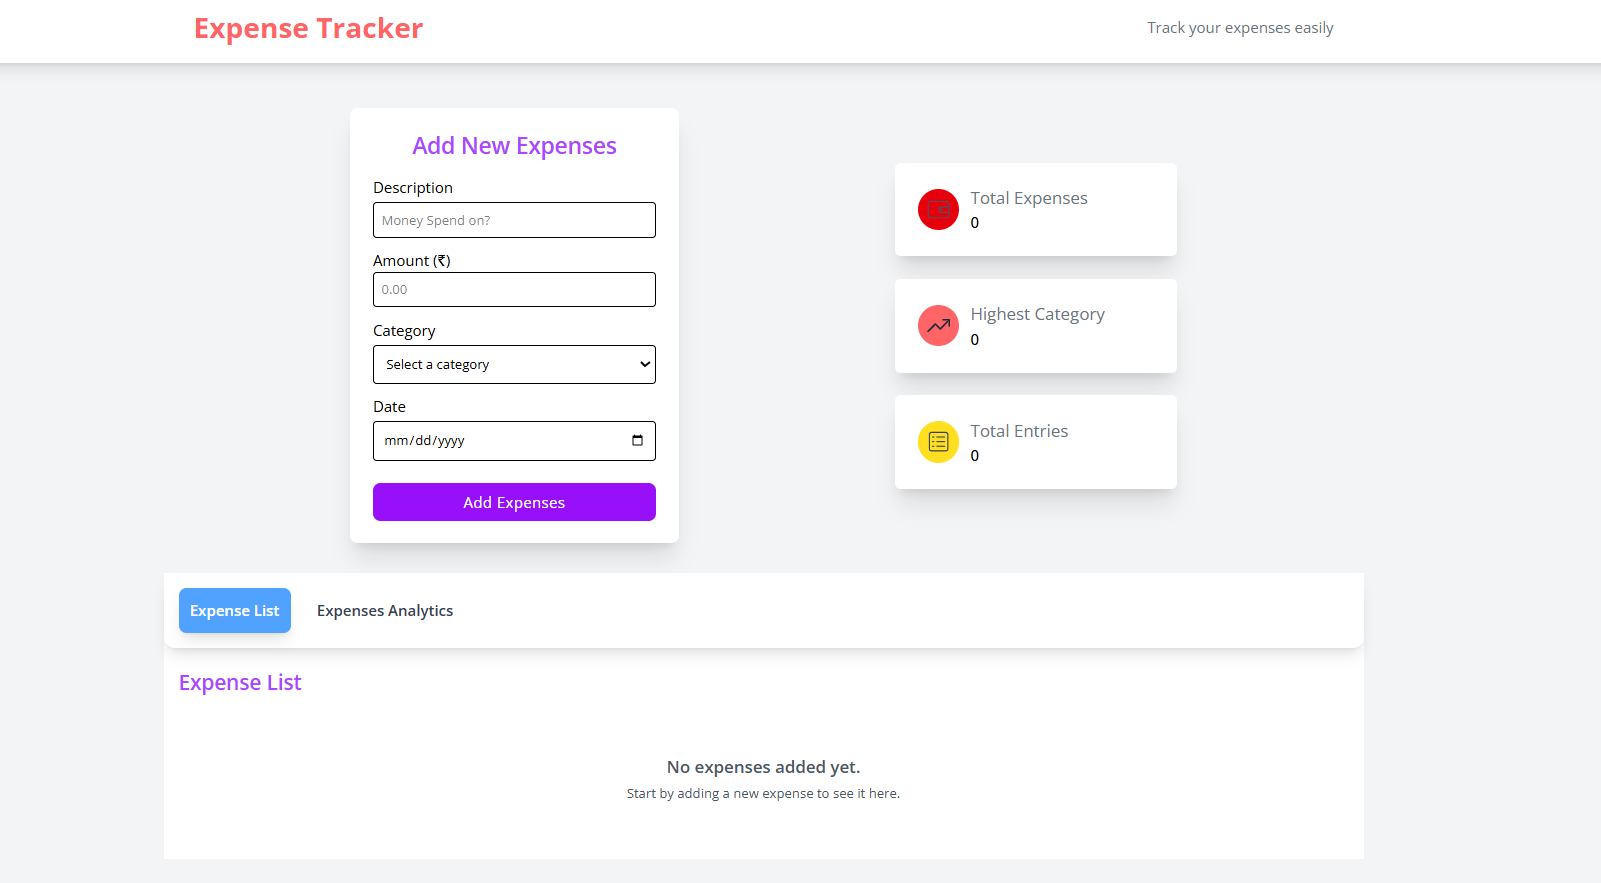 Expense Tracker
Track your expenses easily
Add New Expenses
Description
Money Spend on?
Amount (₹)
0.00
Category
Select a category
Date
mm/dd/yyyy
Add Expenses
Total Expenses
0
Highest Category
0
Total Entries
0
Expense List
Expenses Analytics
Expense List
No expenses added yet.
Start by adding a new expense to see it here.